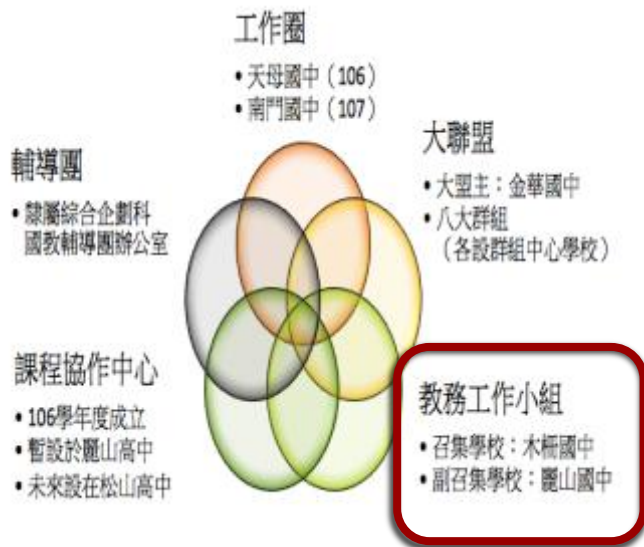 工作圈
• 天母國中（106）
• 南門國中（107）
大聯盟
• 大盟主：金華國中
• 八大群組
（各設群組中心學校）
輔導團
• 隸屬綜合企劃科
國教輔導團辦公室
課程協作中心
• 106學年度成立
• 暫設於麗山高中
• 未來設在松山高中
教務工作小組
• 召集學校：木柵國中
• 副召集學校：麗山國中